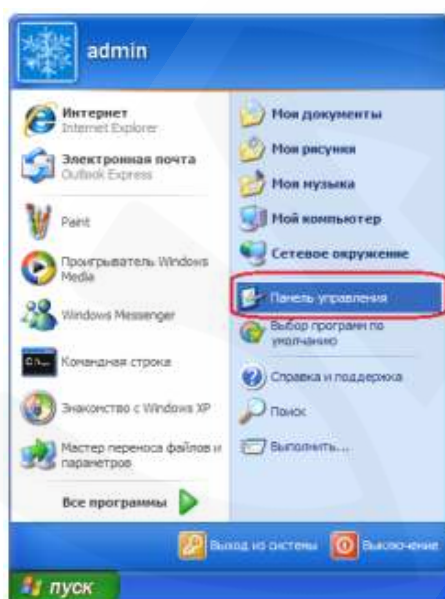 admin
Интернет
Internet Explorer
Электронная почта
Outlook Express
Paint
Проигрыватель Windows
Media
Windows Messenger
Командная строка
Знакомство с Windows XP
Мастер переноса файлов и
параметров
Все программы
Мои документы
Мои рисунки
Моя музыка
Мой компьютер
Сетевое окружение
Панель управления
Выбор программ по
умолчанию
Справка и поддержка
Поиск
Выполнить...
Выход из системы
Выключение
пуск